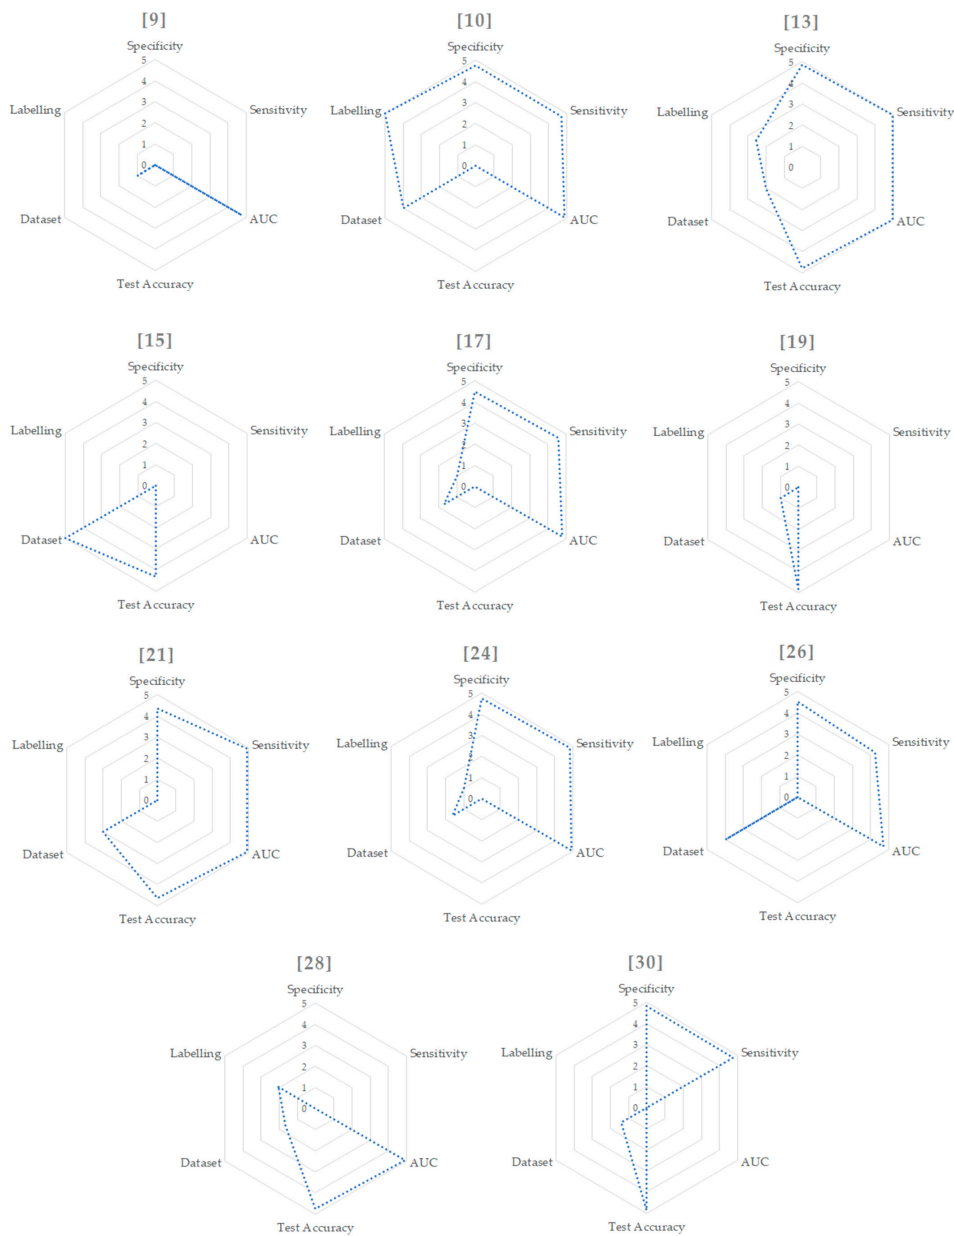 [9]
Specificity
5
4
3
2
1
0
Labelling
Sensitivity
Dataset
AUC
Test Accuracy
[10]
Specificity
5
4
3
2
1
0
Labelling
Sensitivity
Dataset
AUC
Test Accuracy
[13]
Specificity
5
4
3
2
1
0
Labelling
Sensitivity
Dataset
AUC
Test Accuracy
[15]
Specificity
5
4
3
2
1
0
Labelling
Sensitivity
Dataset
AUC
Test Accuracy
[17]
Specificity
5
4
3
2
1
0
Labelling
Sensitivity
Dataset
AUC
Test Accuracy
[19]
Specificity
5
4
3
2
1
0
Labelling
Sensitivity
Dataset
AUC
Test Accuracy
[21]
Specificity
5
4
3
2
1
0
Labelling
Sensitivity
Dataset
AUC
Test Accuracy
[24]
Specificity
5
4
3
2
1
0
Labelling
Sensitivity
Dataset
AUC
Test Accuracy
[26]
Specificity
5
4
3
2
1
0
Labelling
Sensitivity
Dataset
AUC
Test Accuracy
[28]
Specificity
5
4
3
2
1
0
Labelling
Sensitivity
Dataset
AUC
Test Accuracy
[30]
Specificity
5
4
3
2
1
0
Labelling
Sensitivity
Dataset
AUC
Test Accuracy